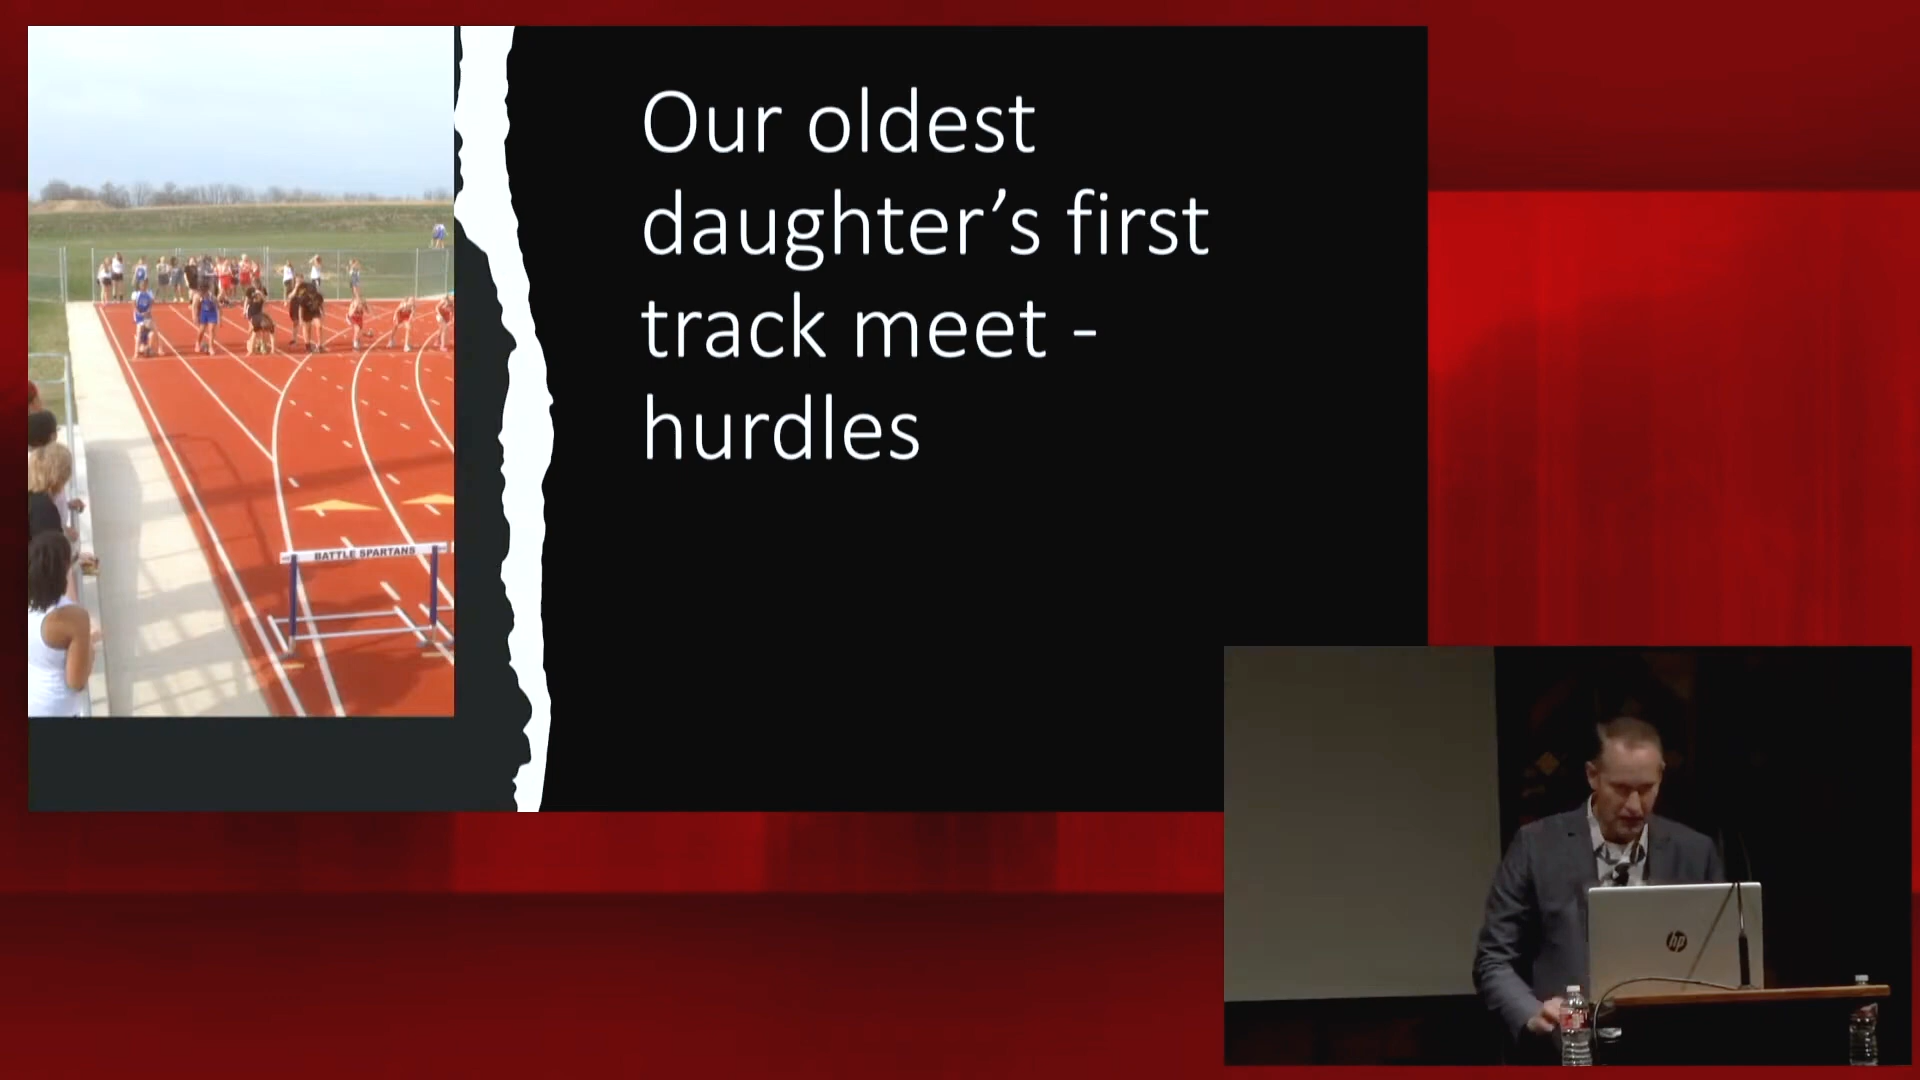 Our oldest
daughter’s first
track meet -
hurdles
BATTLE SPARTANS
hp